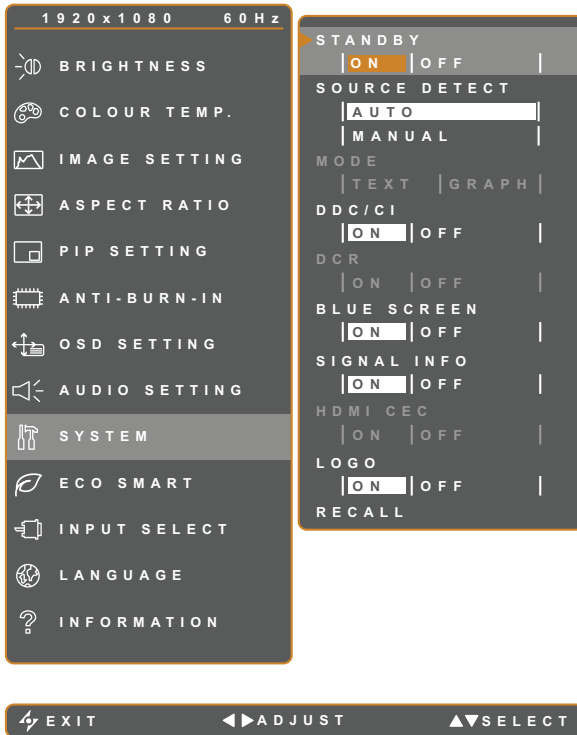 1920x1080 60Hz
BRIGHTNESS
COLOUR TEMP.
IMAGE SETTING
ASPECT RATIO
PIP SETTING
ANTI-BURN-IN
OSD SETTING
AUDIO SETTING
SYSTEM
ECO SMART
INPUT SELECT
LANGUAGE
INFORMATION
STANDBY
ON OFF
SOURCE DETECT
AUTO
MANUAL
MODE
TEXT GRAPH
DDC/CI
ON OFF
DCR
ON OFF
BLUE SCREEN
ON OFF
SIGNAL INFO
ON OFF
HDMI CEC
ON OFF
LOGO
ON OFF
RECALL
EXIT ADJUST SELECT